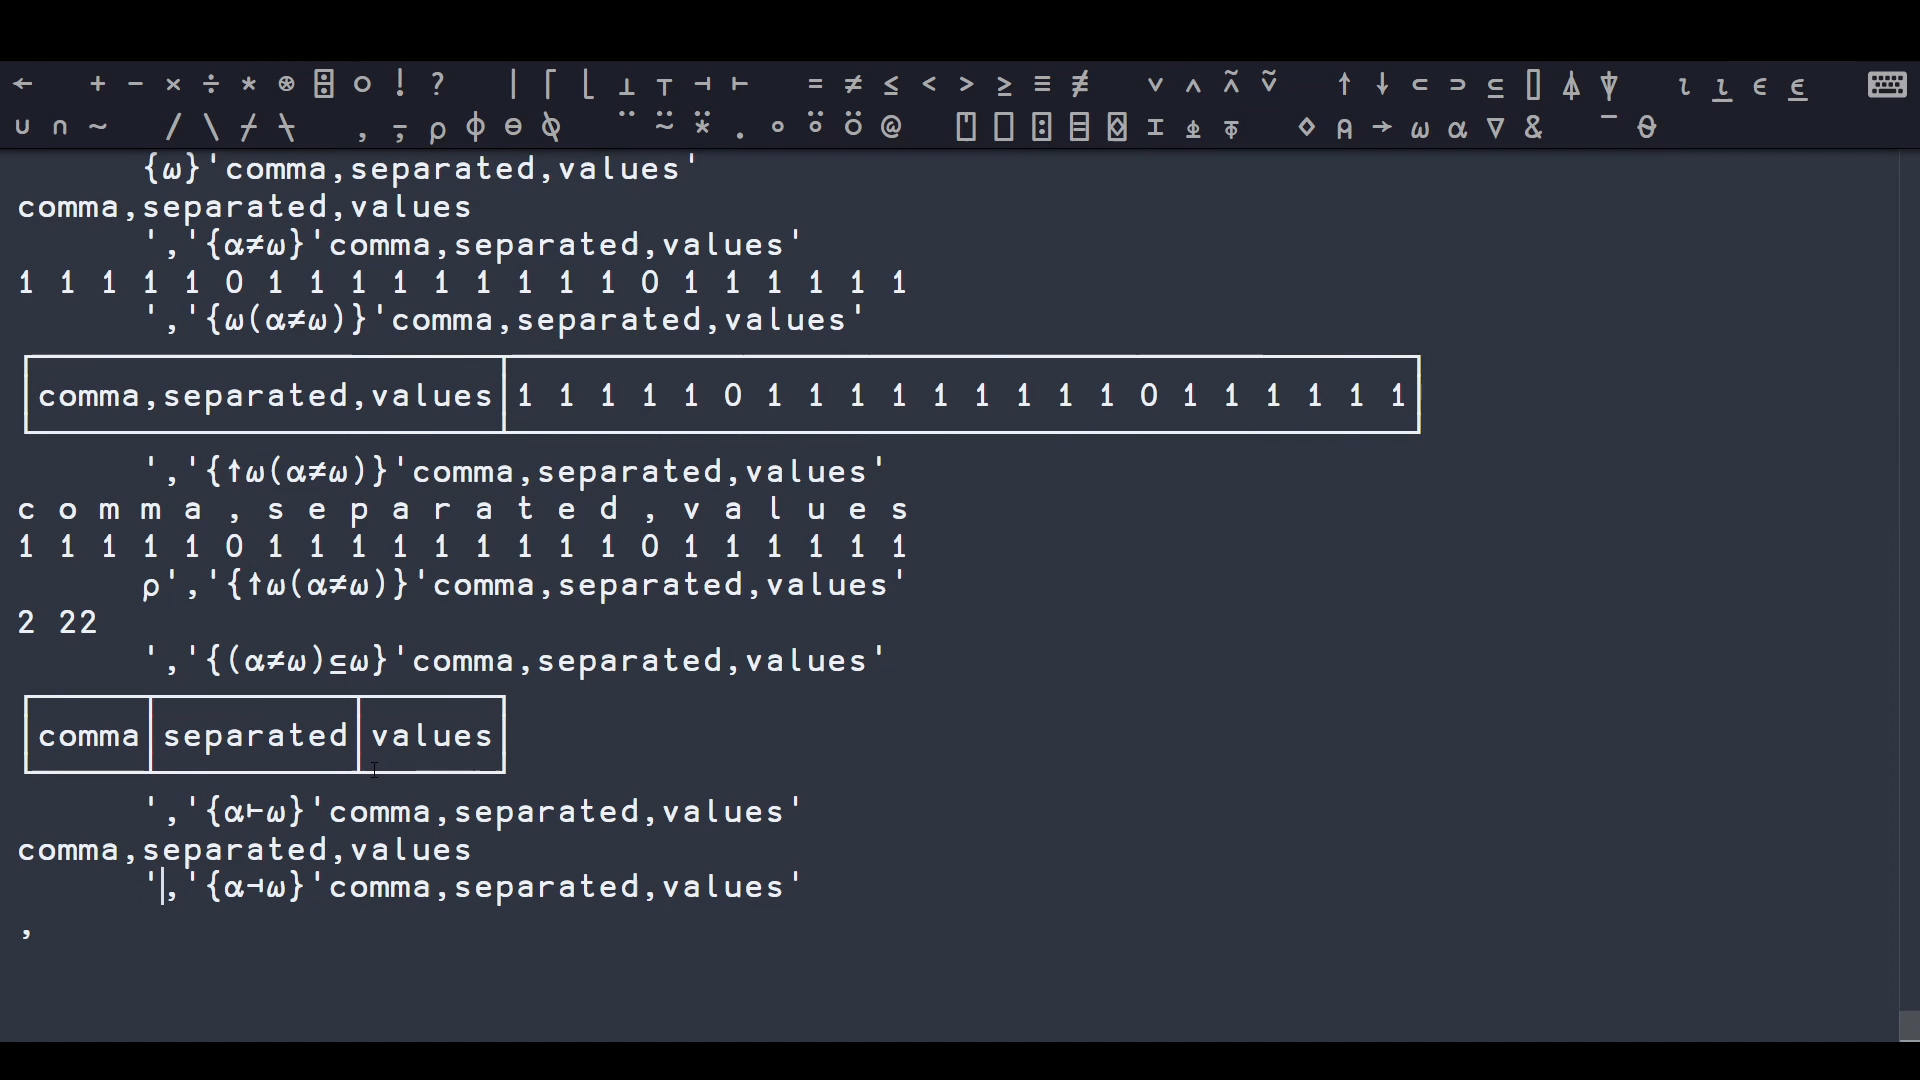 ← + - × ÷ * ⍟ ⌹ ○ ! ? | ⌈ ⌊ ⊥ ⊤ ⊣ ⊢ = ≠ ≤ < > ≥ ≡ ≢ ∨ ∧ ⍲ ⍱ ↑ ↓ ⊂ ⊃ ⊆ ⌷ ⍋ ⍒ ⍳ ⍸ ∊ ⍷
∪ ∩ ~ / \ ⌿ ⍀ , ⍪ ⍴ ⌽ ⊖ ⍉ ¨ ⍨ ⍣ . ∘ ⍤ ⍥ @ ⍞ ⎕ ⍠ ⌸ ⌺ ⌶ ⍎ ⍕ ⋄ ⍝ → ⍵ ⍺ ∇ & ¯ ⍬
{⍵}'comma,separated,values'
comma,separated,values
','{⍺≠⍵}'comma,separated,values'
1 1 1 1 1 0 1 1 1 1 1 1 1 1 1 0 1 1 1 1 1 1
','{⍵(⍺≠⍵)}'comma,separated,values'
comma,separated,values 1 1 1 1 1 0 1 1 1 1 1 1 1 1 1 0 1 1 1 1 1 1
','{↑⍵(⍺≠⍵)}'comma,separated,values'
c o m m a , s e p a r a t e d , v a l u e s
1 1 1 1 1 0 1 1 1 1 1 1 1 1 1 0 1 1 1 1 1 1
⍴','{↑⍵(⍺≠⍵)}'comma,separated,values'
2 22
','{(⍺≠⍵)⊆⍵}'comma,separated,values'
comma separated values
','{⍺⊢⍵}'comma,separated,values'
comma,separated,values
','{⍺⊣⍵}'comma,separated,values'
,